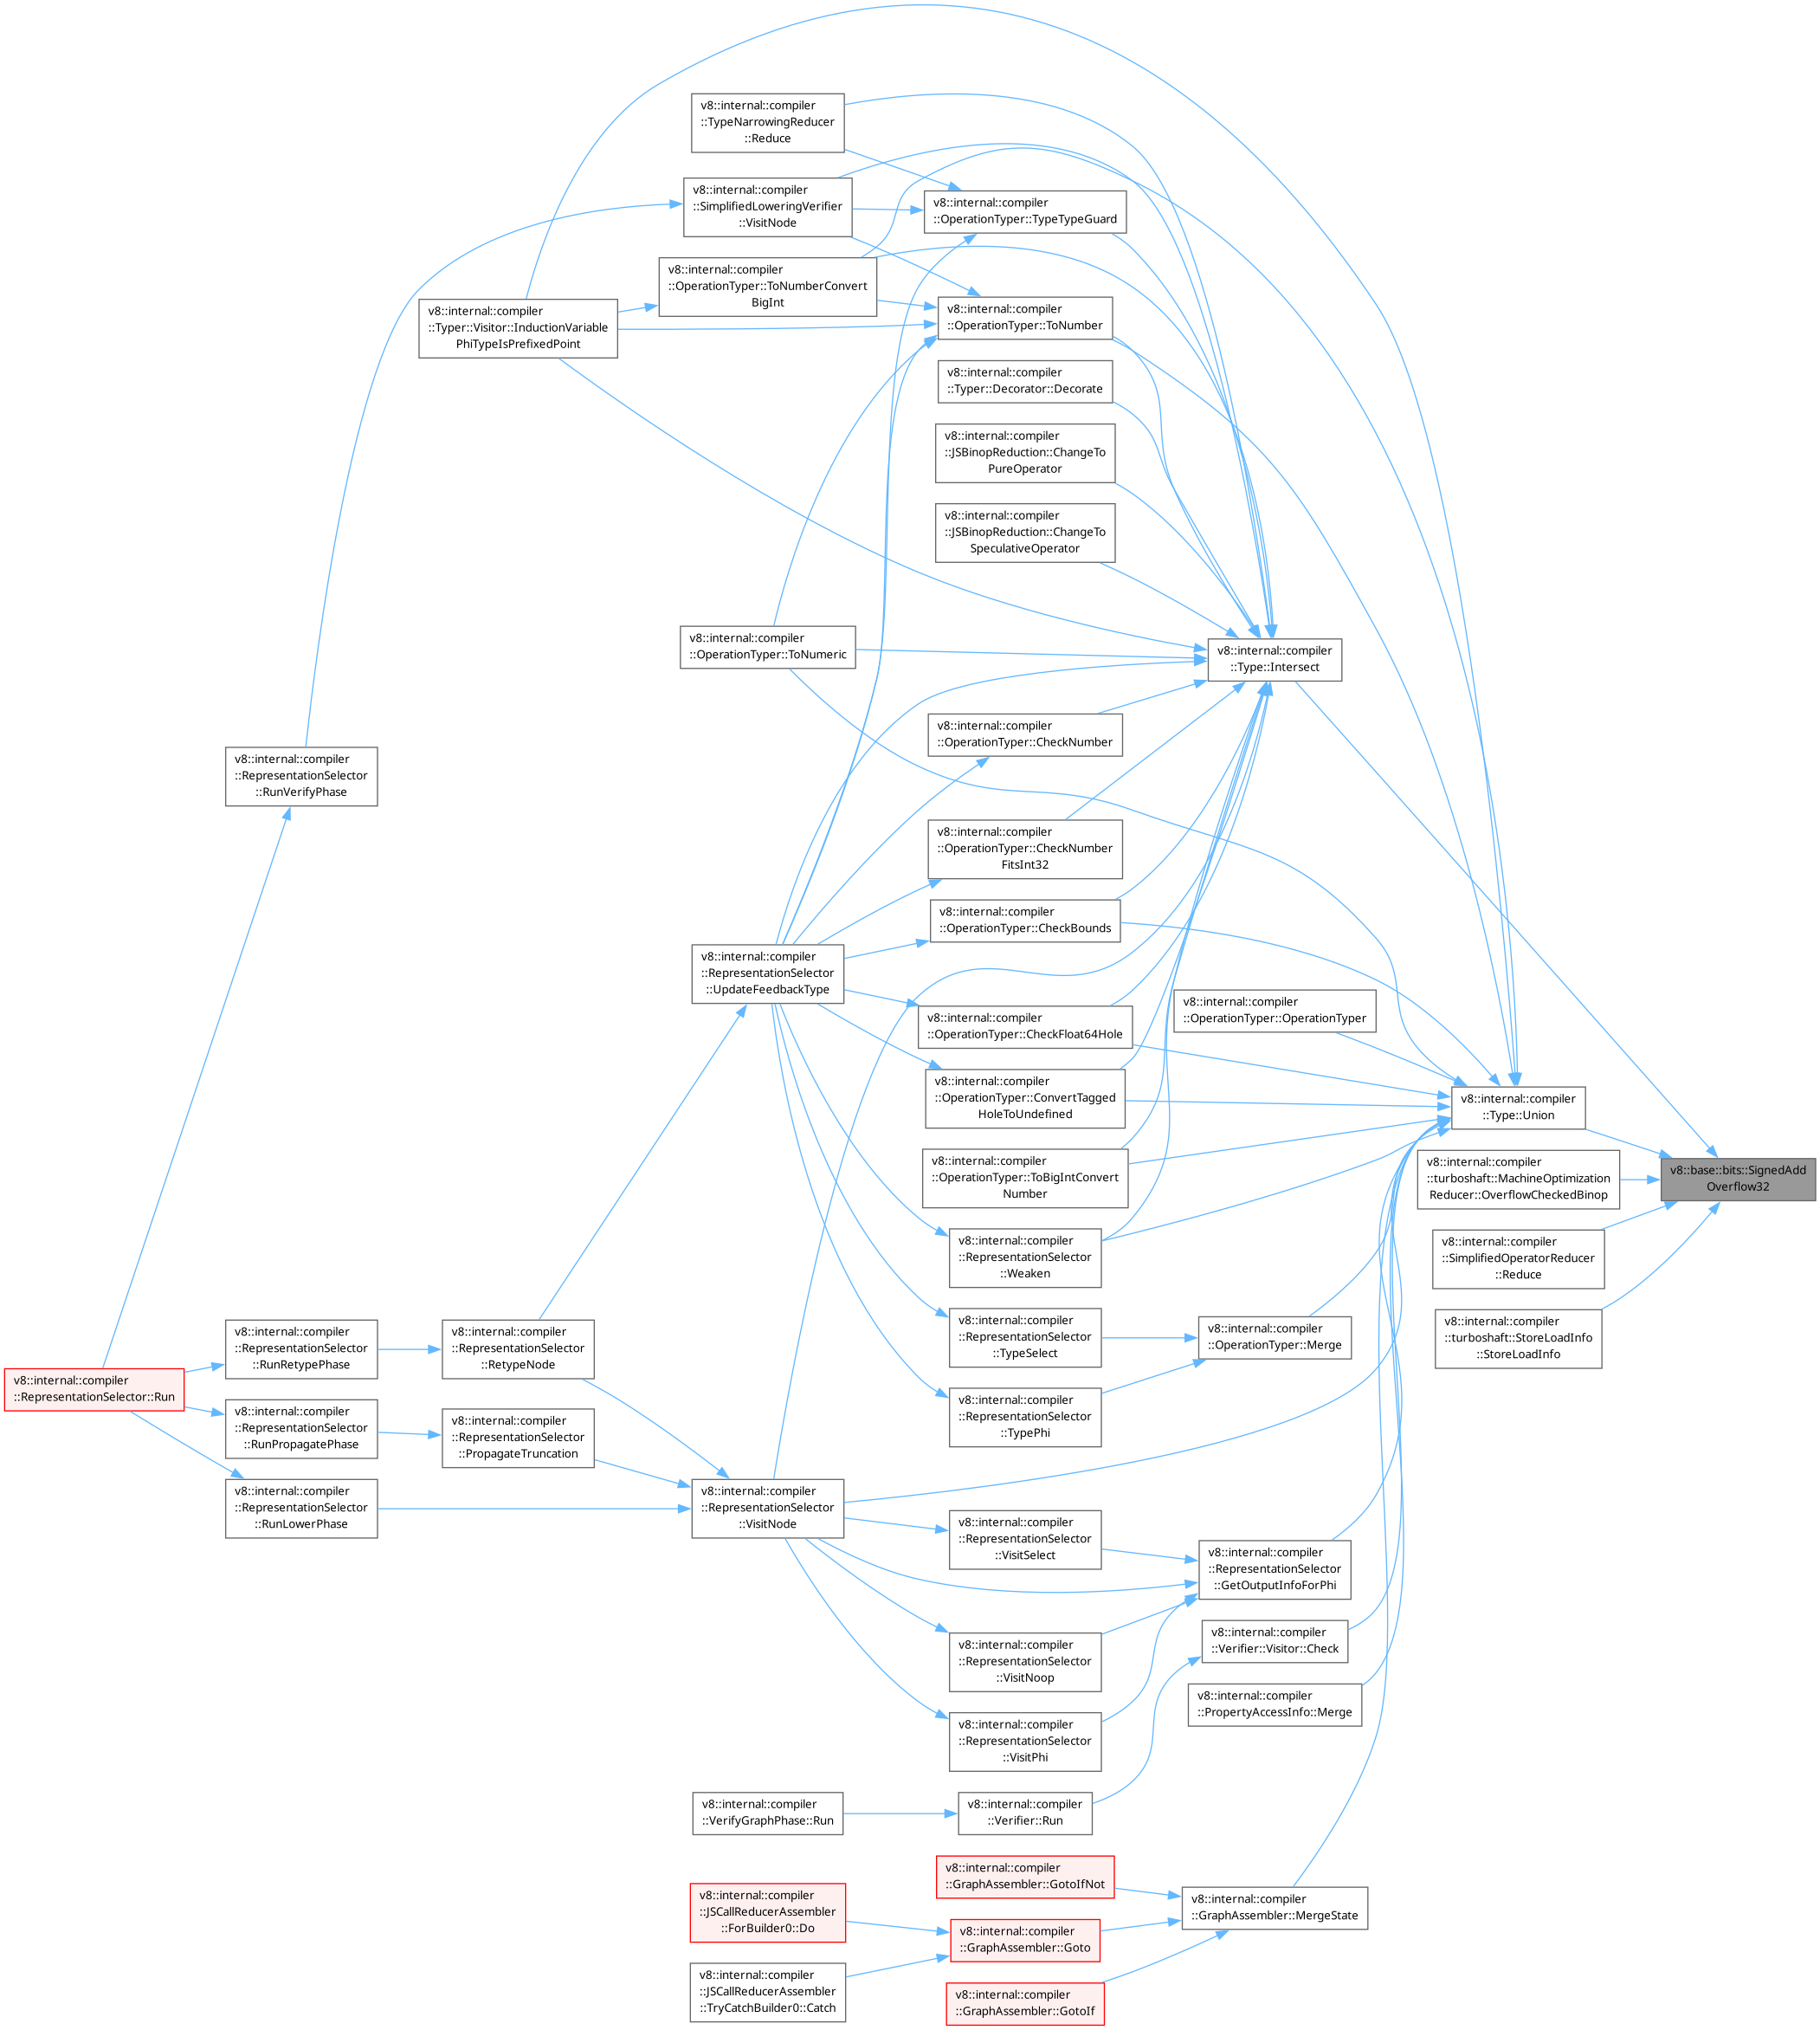 v8::internal::compiler
::TypeNarrowingReducer
::Reduce
v8::internal::compiler
::SimplifiedLoweringVerifier
::VisitNode
v8::internal::compiler
::OperationTyper::TypeTypeGuard
v8::internal::compiler
::OperationTyper::ToNumberConvert
BigInt
v8::internal::compiler
::Typer::Visitor::InductionVariable
PhiTypeIsPrefixedPoint
v8::internal::compiler
::OperationTyper::ToNumber
v8::internal::compiler
::Typer::Decorator::Decorate
v8::internal::compiler
::JSBinopReduction::ChangeTo
PureOperator
v8::internal::compiler
::JSBinopReduction::ChangeTo
SpeculativeOperator
v8::internal::compiler
::OperationTyper::ToNumeric
v8::internal::compiler
::Type::Intersect
v8::internal::compiler
::OperationTyper::CheckNumber
v8::internal::compiler
::RepresentationSelector
::RunVerifyPhase
v8::internal::compiler
::OperationTyper::CheckNumber
FitsInt32
v8::internal::compiler
::OperationTyper::CheckBounds
v8::internal::compiler
::RepresentationSelector
::UpdateFeedbackType
v8::internal::compiler
::OperationTyper::OperationTyper
v8::internal::compiler
::OperationTyper::CheckFloat64Hole
v8::internal::compiler
::OperationTyper::ConvertTagged
HoleToUndefined
v8::internal::compiler
::Type::Union
v8::internal::compiler
::OperationTyper::ToBigIntConvert
Number
v8::internal::compiler
::turboshaft::MachineOptimization
Reducer::OverflowCheckedBinop
v8::base::bits::SignedAdd
Overflow32
v8::internal::compiler
::RepresentationSelector
::Weaken
v8::internal::compiler
::SimplifiedOperatorReducer
::Reduce
v8::internal::compiler
::turboshaft::StoreLoadInfo
::StoreLoadInfo
v8::internal::compiler
::RepresentationSelector
::TypeSelect
v8::internal::compiler
::OperationTyper::Merge
v8::internal::compiler
::RepresentationSelector
::RunRetypePhase
v8::internal::compiler
::RepresentationSelector
::RetypeNode
v8::internal::compiler
::RepresentationSelector::Run
v8::internal::compiler
::RepresentationSelector
::TypePhi
v8::internal::compiler
::RepresentationSelector
::RunPropagatePhase
v8::internal::compiler
::RepresentationSelector
::PropagateTruncation
v8::internal::compiler
::RepresentationSelector
::RunLowerPhase
v8::internal::compiler
::RepresentationSelector
::VisitNode
v8::internal::compiler
::RepresentationSelector
::VisitSelect
v8::internal::compiler
::RepresentationSelector
::GetOutputInfoForPhi
v8::internal::compiler
::RepresentationSelector
::VisitNoop
v8::internal::compiler
::Verifier::Visitor::Check
v8::internal::compiler
::PropertyAccessInfo::Merge
v8::internal::compiler
::RepresentationSelector
::VisitPhi
v8::internal::compiler
::VerifyGraphPhase::Run
v8::internal::compiler
::Verifier::Run
v8::internal::compiler
::GraphAssembler::GotoIfNot
v8::internal::compiler
::GraphAssembler::MergeState
v8::internal::compiler
::JSCallReducerAssembler
::ForBuilder0::Do
v8::internal::compiler
::GraphAssembler::Goto
v8::internal::compiler
::JSCallReducerAssembler
::TryCatchBuilder0::Catch
v8::internal::compiler
::GraphAssembler::GotoIf